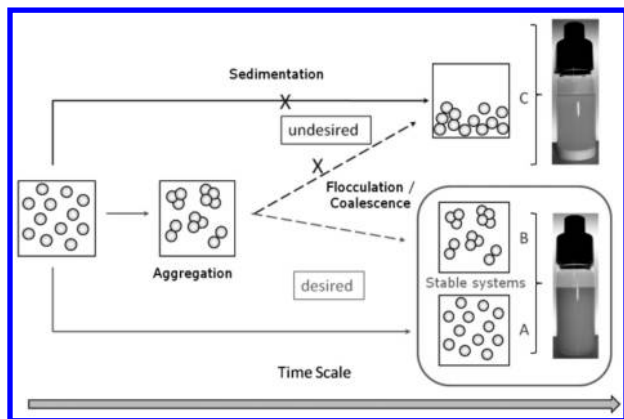 Sedimentation
X
C
undesired
X
Flocculation /
Coalescence
B
Aggregation
Stable systems
desired
A
Time Scale